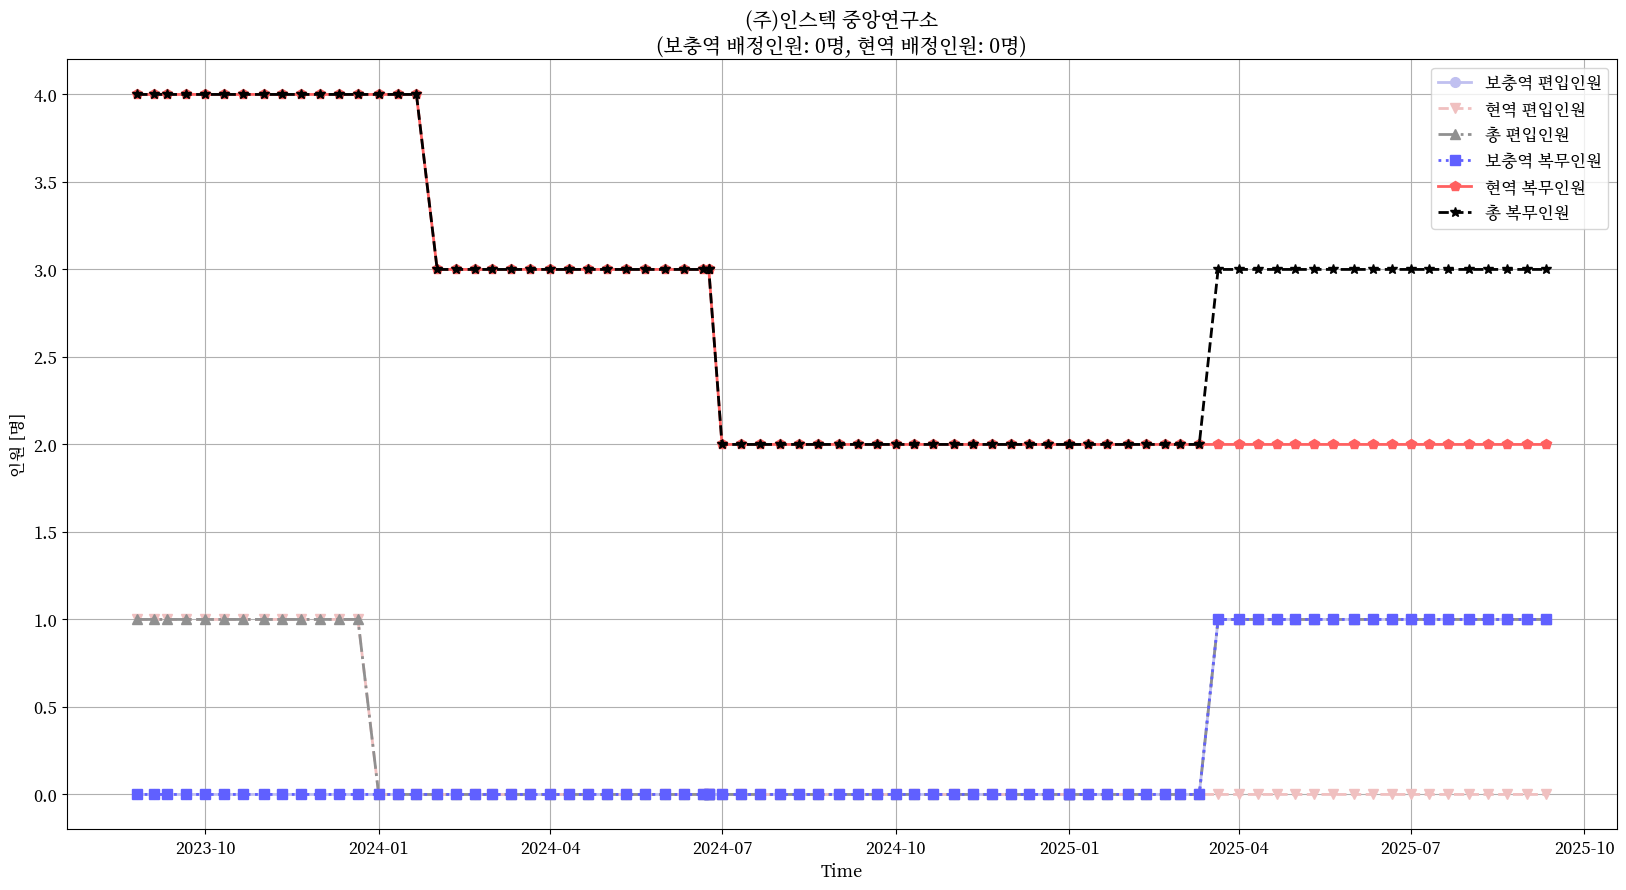 (주)인스텍 중앙연구소
(보충역 배정인원: 0명, 현역 배정인원: 0명)
보충역 편입인원
현역 편입인원
총 편입인원
보충역 복무인원
현역 복무인원
총 복무인원
인원 [명]
4.0
3.5
3.0
2.5
2.0
1.5
1.0
0.5
0.0
2023-10
2024-01
2024-04
2024-07
2024-10
2025-01
2025-04
2025-07
2025-10
Time